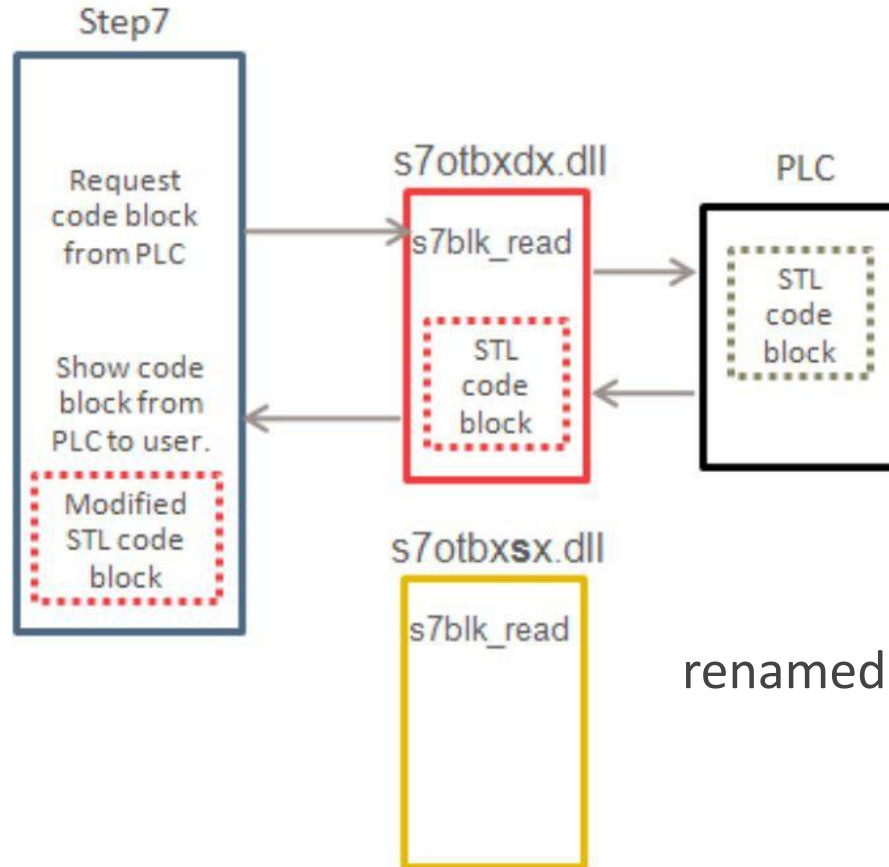 Step7
Request
code block
from PLC
Show code
block from
PLC to user.
Modified
STL code
block
s7otbxdx.dll
s7blk_read
STL
code
block
PLC
STL
code
block
s7otbxsx.dll
s7blk_read
renamed